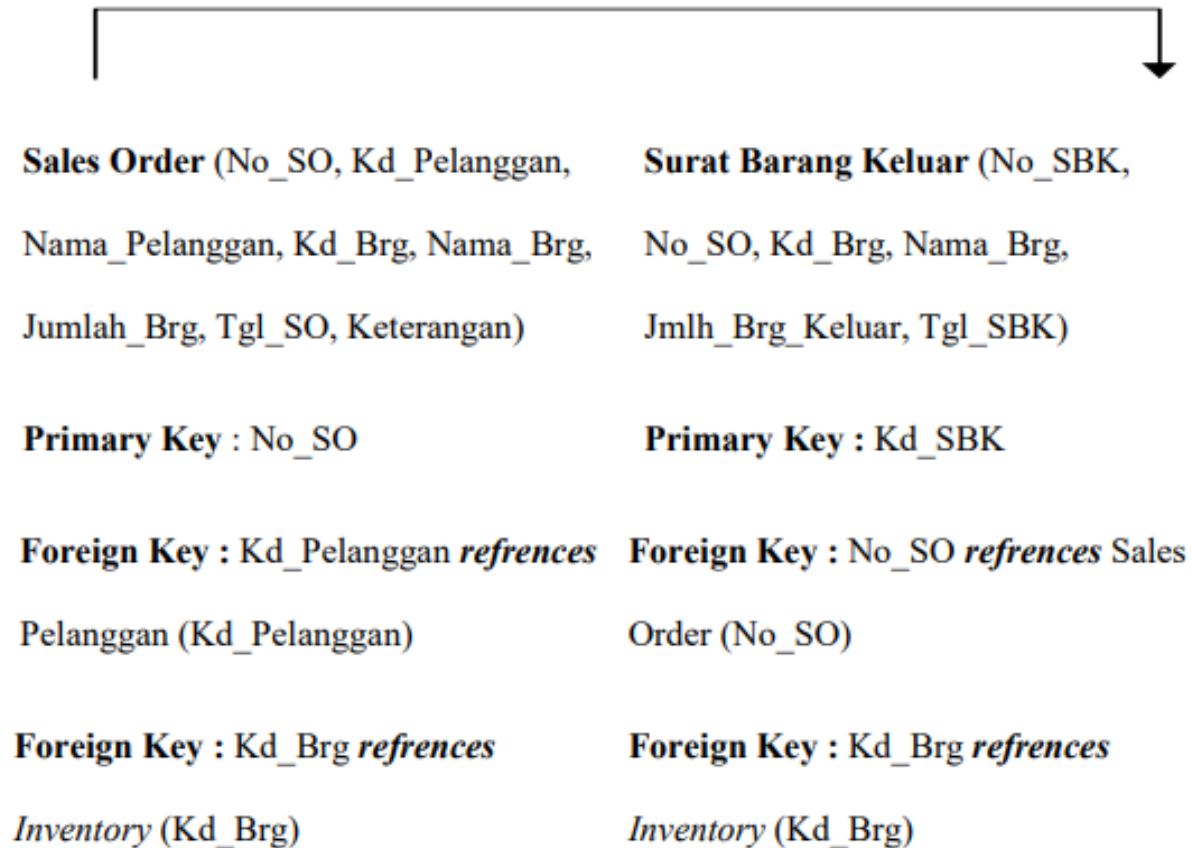 Sales Order (No_SO, Kd_Pelanggan,
Nama_Pelanggan, Kd_Brg, Nama_Brg,
Jumlah_Brg, Tgl_SO, Keterangan)
Primary Key : No_SO
Foreign Key : Kd_Pelanggan refrences
Pelanggan (Kd_Pelanggan)
Foreign Key : Kd_Brg refrences
Inventory (Kd_Brg)
Surat Barang Keluar (No_SBK,
No_SO, Kd_Brg, Nama_Brg,
Jmlh_Brg_Keluar, Tgl_SBK)
Primary Key : Kd_SBK
Foreign Key : No_SO refrences Sales
Order (No_SO)
Foreign Key : Kd_Brg refrences
Inventory (Kd_Brg)